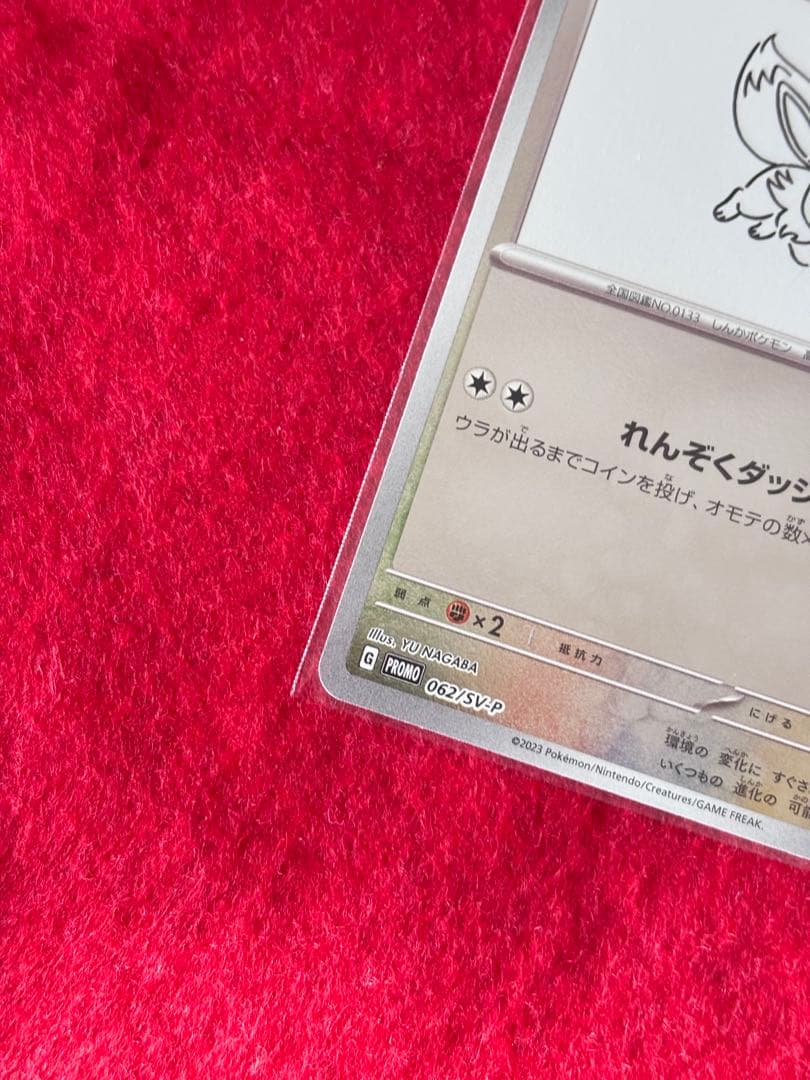 全国図鑑NO.0133 しんかポケモン
れんぞくダッシ
ウラが出るまでコインを投げ、オモテの数×
弱点 ×2 抵抗力
にげる
Illus. YU NAGABA
G PROMO 062/SV-P
環境の 変化に すぐさ
いくつもの 進化の 可能
©2023 Pokémon/Nintendo/Creatures/GAME FREAK.